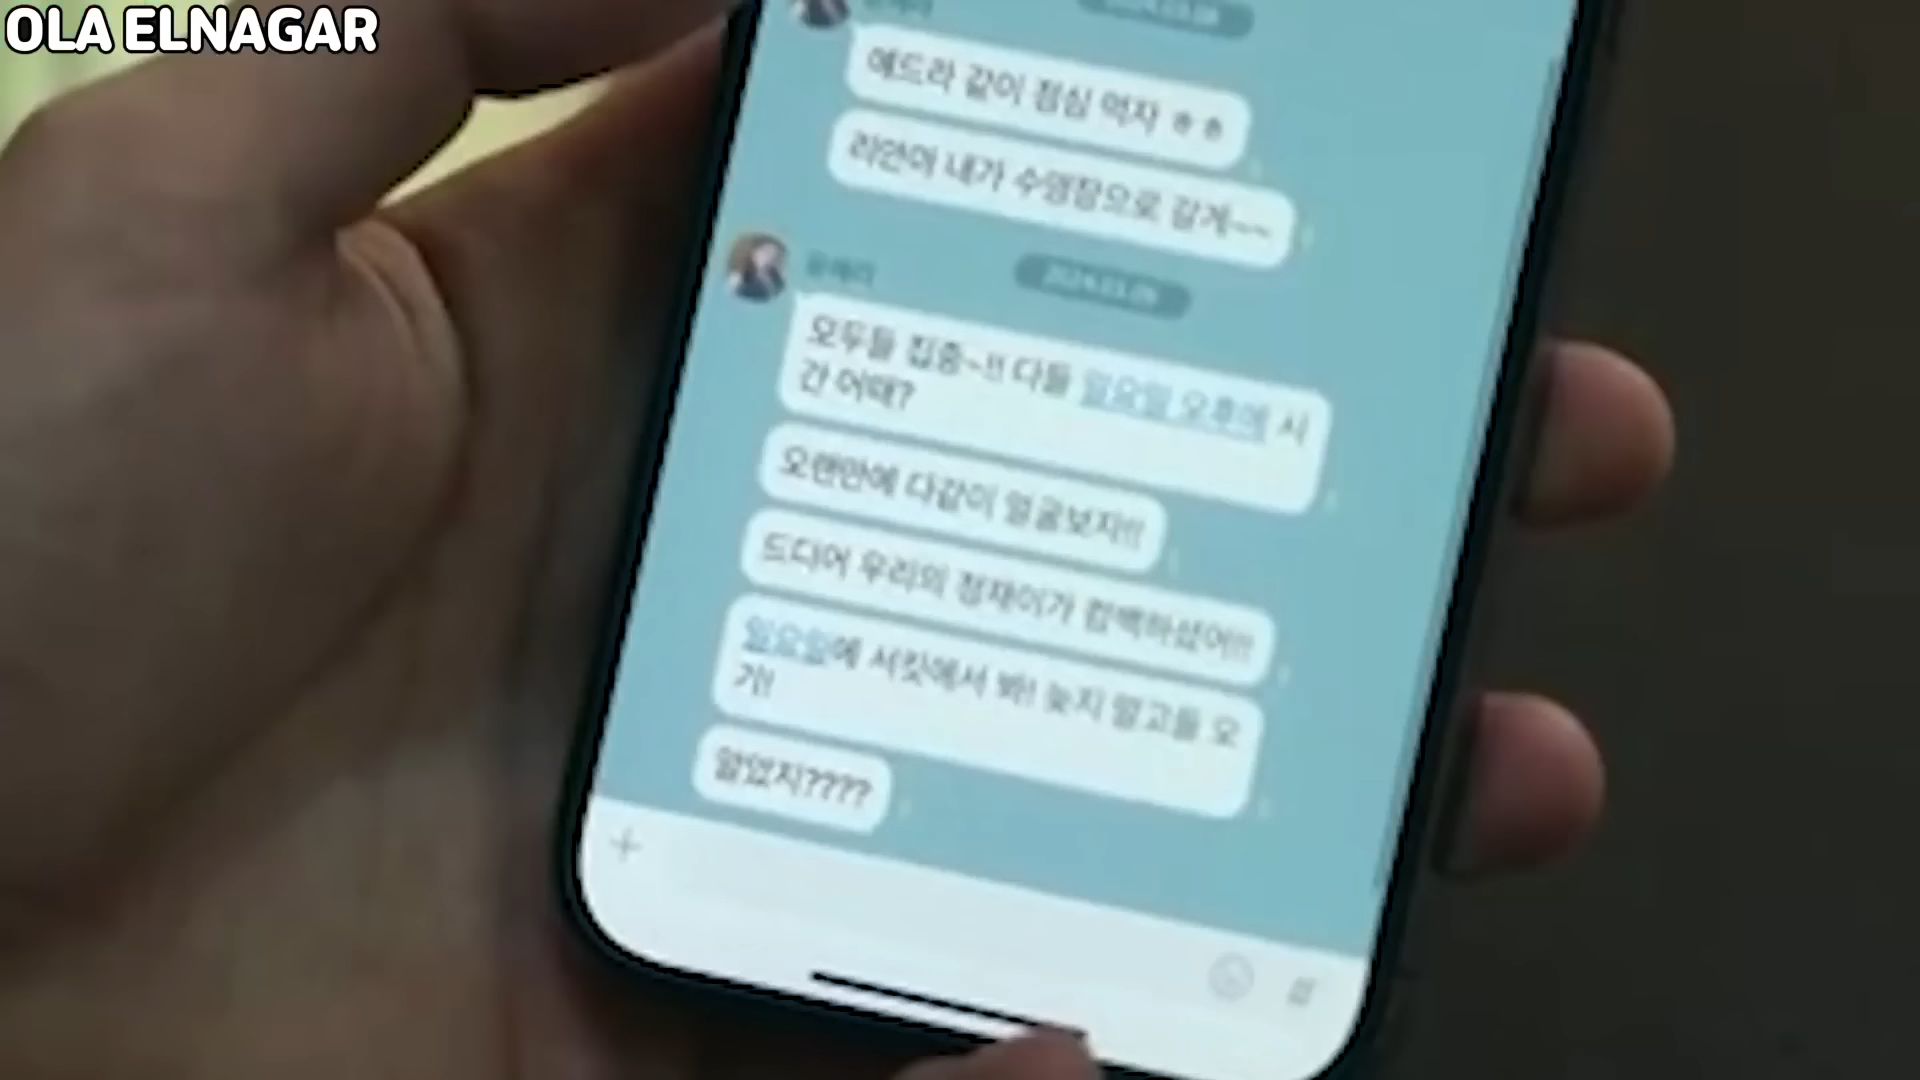 OLA ELNAGAR
얘드라 같이 점심 먹자 ㅎㅎ
리안아 내가 수영장으로 갈게~~
모두들 집중~!! 다들 일요일 오후에 시
간 어때?
오랜만에 다같이 얼굴보자!!
드디어 우리의 정재이가 컴백하셨어!!
일요일에 서킷에서 봐! 늦지 말고들 오
기!!
알았지????